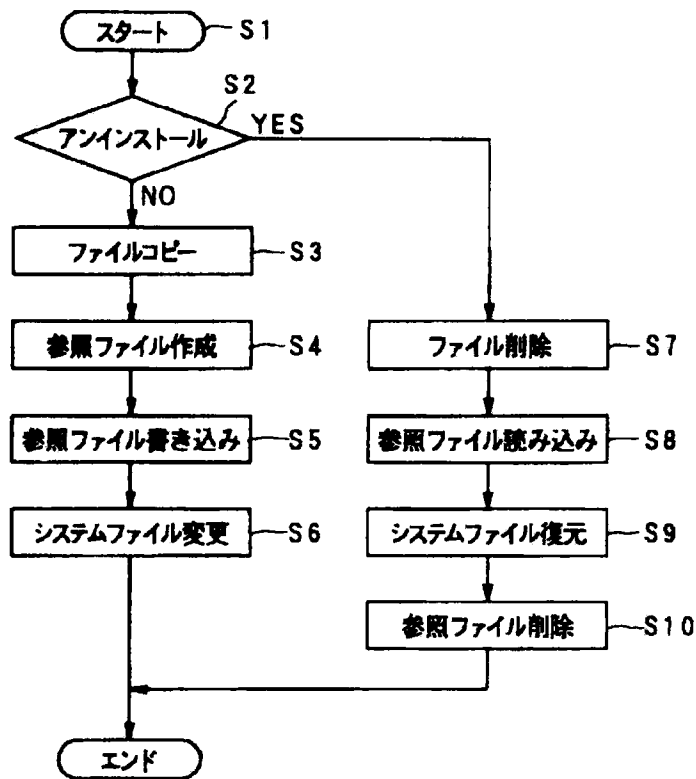 スタート S1
S2
アンインストール YES
NO
ファイルコピー S3
参照ファイル作成 S4
ファイル削除 S7
参照ファイル書き込み S5
参照ファイル読み込み S8
システムファイル変更 S6
システムファイル復元 S9
参照ファイル削除 S10
エンド